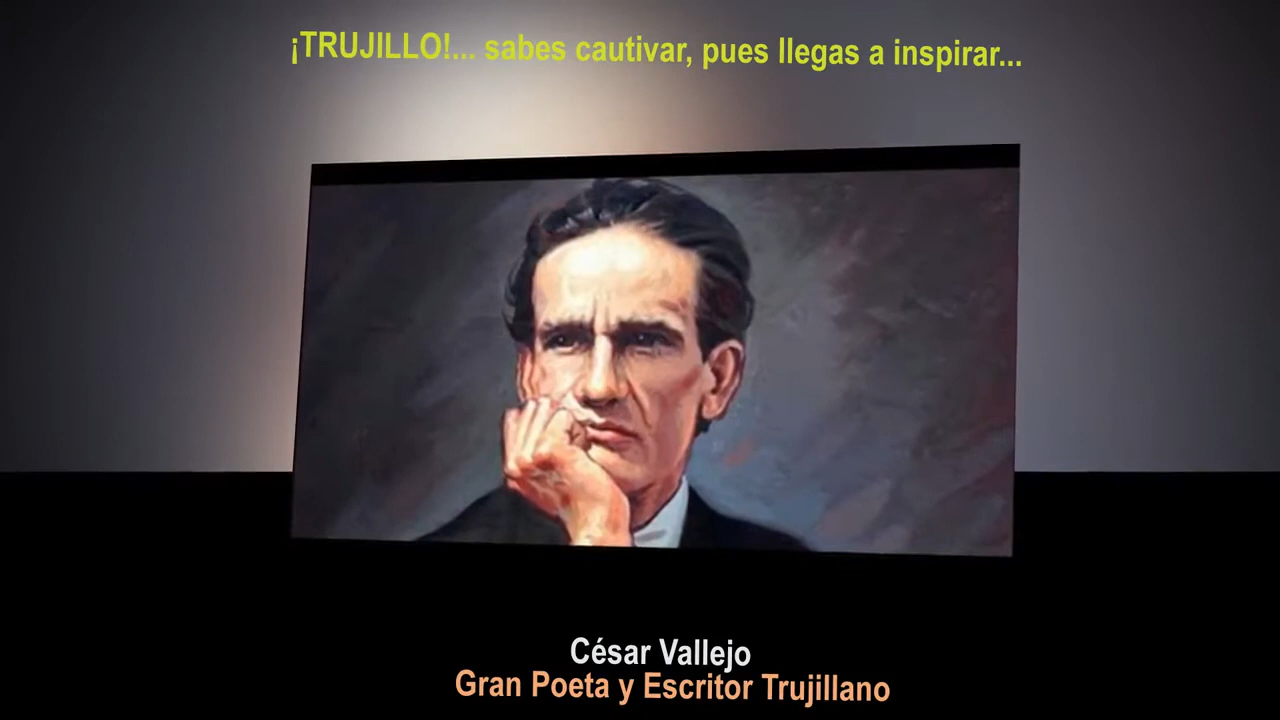 ¡TRUJILLO!... sabes cautivar, pues llegas a inspirar...
César Vallejo
Gran Poeta y Escritor Trujillano